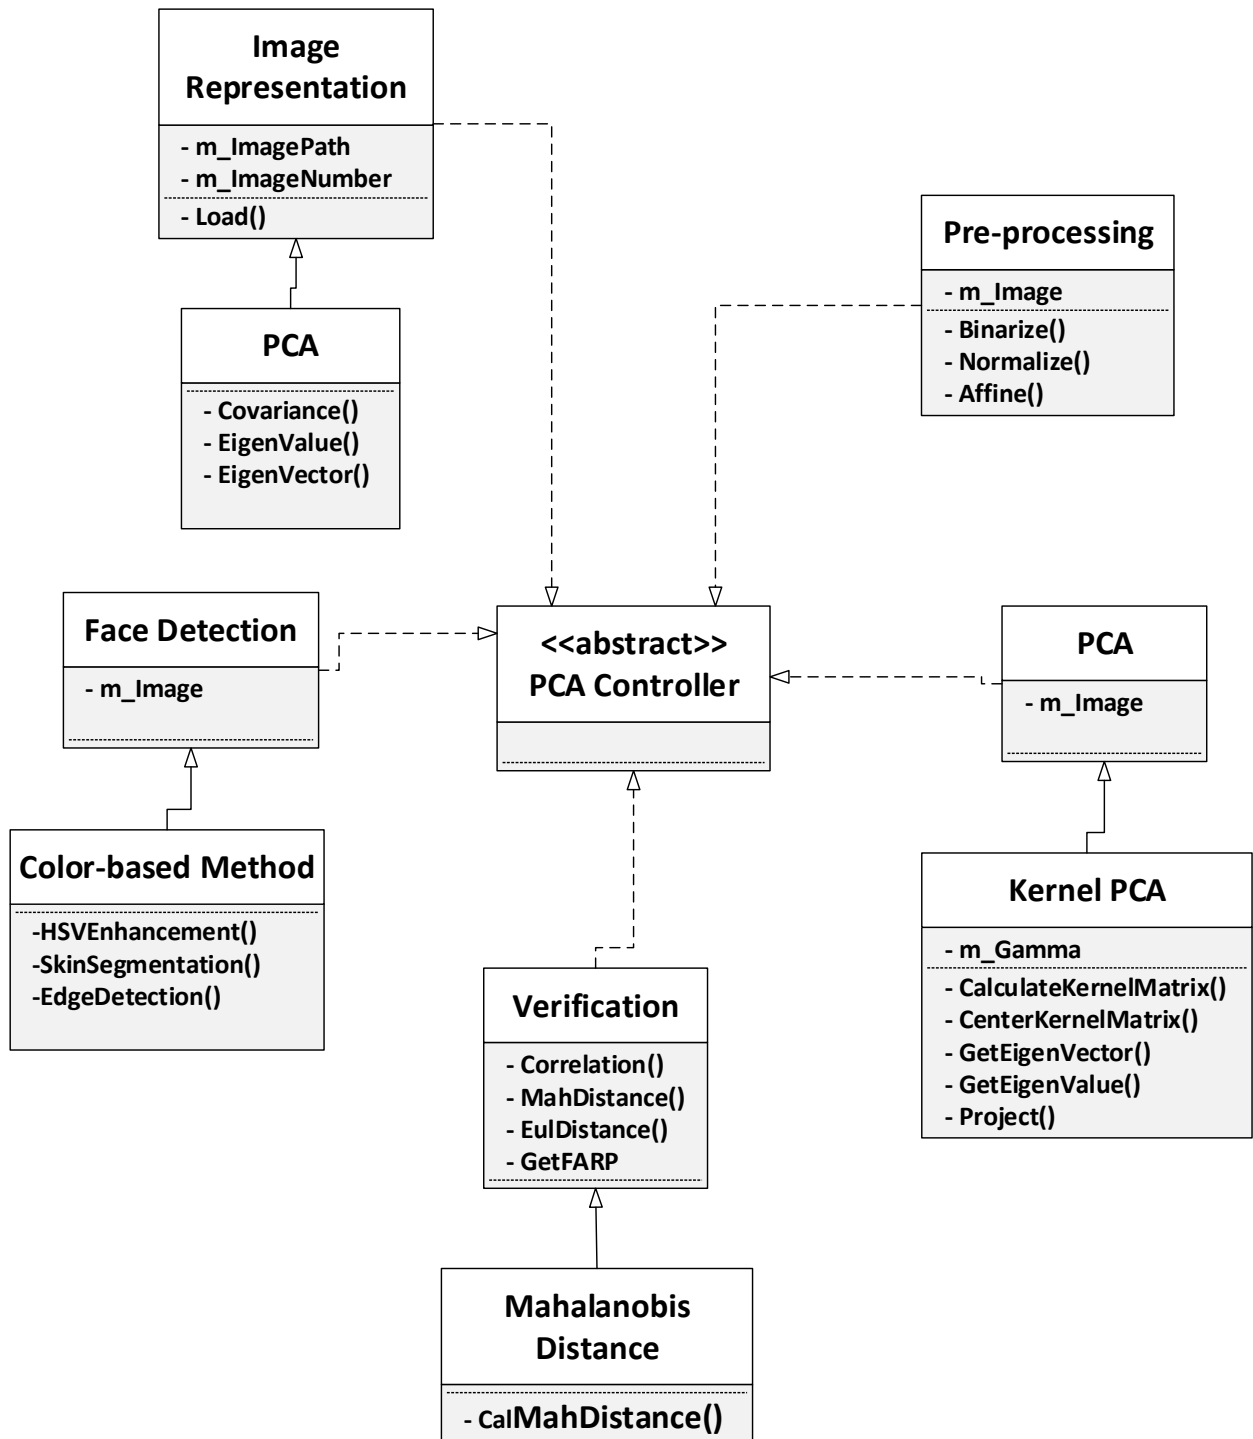 Image
Representation
- m_ImagePath
- m_ImageNumber
- Load()
Pre-processing
- m_Image
- Binarize()
- Normalize()
- Affine()
PCA
- Covariance()
- EigenValue()
- EigenVector()
Face Detection
- m_Image
<<abstract>>
PCA Controller
PCA
- m_Image
Color-based Method
-HSVEnhancement()
-SkinSegmentation()
-EdgeDetection()
Kernel PCA
- m_Gamma
- CalculateKernelMatrix()
- CenterKernelMatrix()
- GetEigenVector()
- GetEigenValue()
- Project()
Verification
- Correlation()
- MahDistance()
- EulDistance()
- GetFARP
Mahalanobis
Distance
- CalMahDistance()